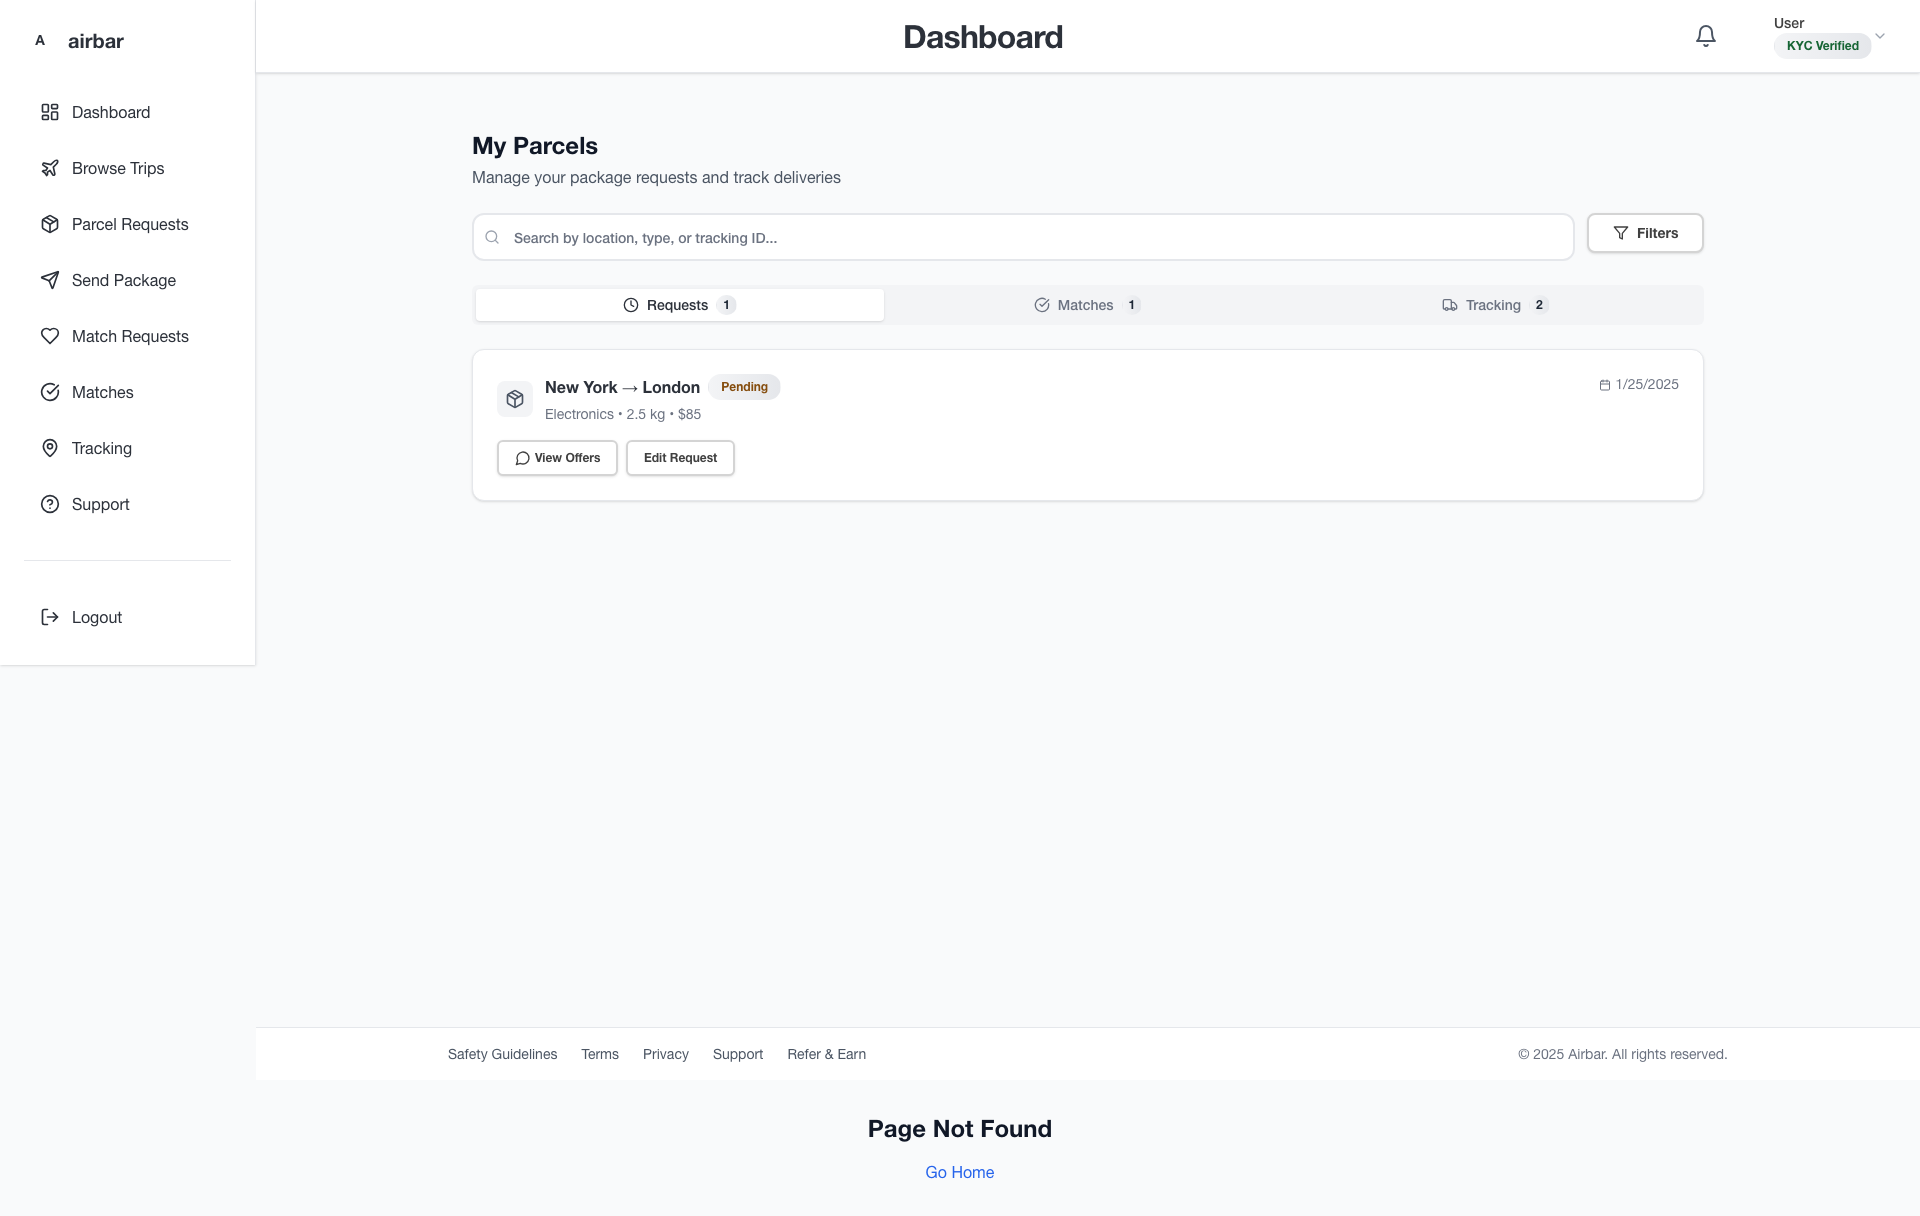 A airbar
Dashboard
Browse Trips
Parcel Requests
Send Package
Match Requests
Matches
Tracking
Support
Logout
Dashboard
User
KYC Verified
My Parcels
Manage your package requests and track deliveries
Search by location, type, or tracking ID...
Filters
Requests 1
Matches 1
Tracking 2
New York → London Pending
1/25/2025
Electronics • 2.5 kg • $85
View Offers
Edit Request
Safety Guidelines Terms Privacy Support Refer & Earn
© 2025 Airbar. All rights reserved.
Page Not Found
Go Home